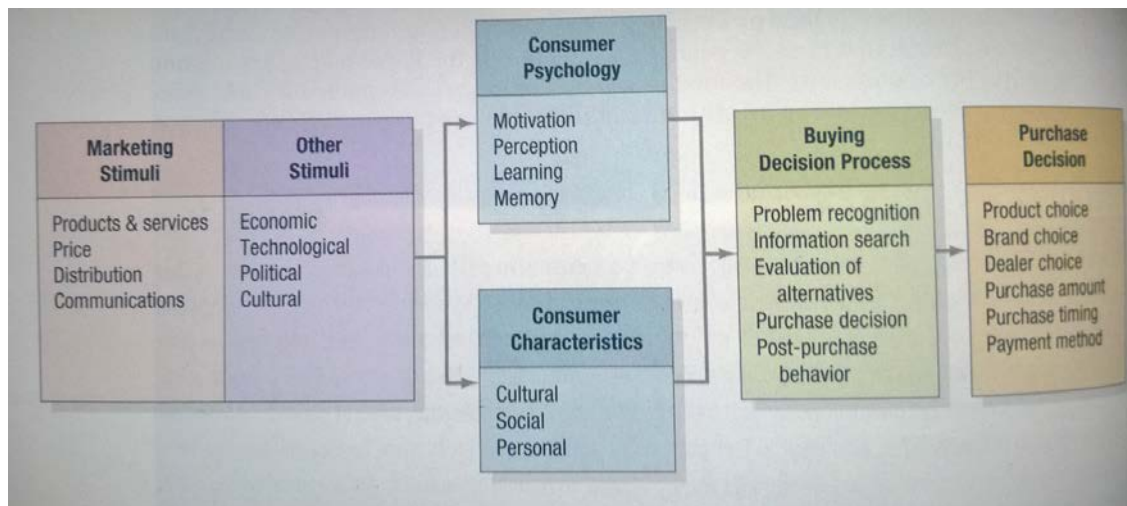 Marketing
Stimuli
Products & services
Price
Distribution
Communications
Other
Stimuli
Economic
Technological
Political
Cultural
Consumer
Psychology
Motivation
Perception
Learning
Memory
Consumer
Characteristics
Cultural
Social
Personal
Buying
Decision Process
Problem recognition
Information search
Evaluation of
alternatives
Purchase decision
Post-purchase
behavior
Purchase
Decision
Product choice
Brand choice
Dealer choice
Purchase amount
Purchase timing
Payment method